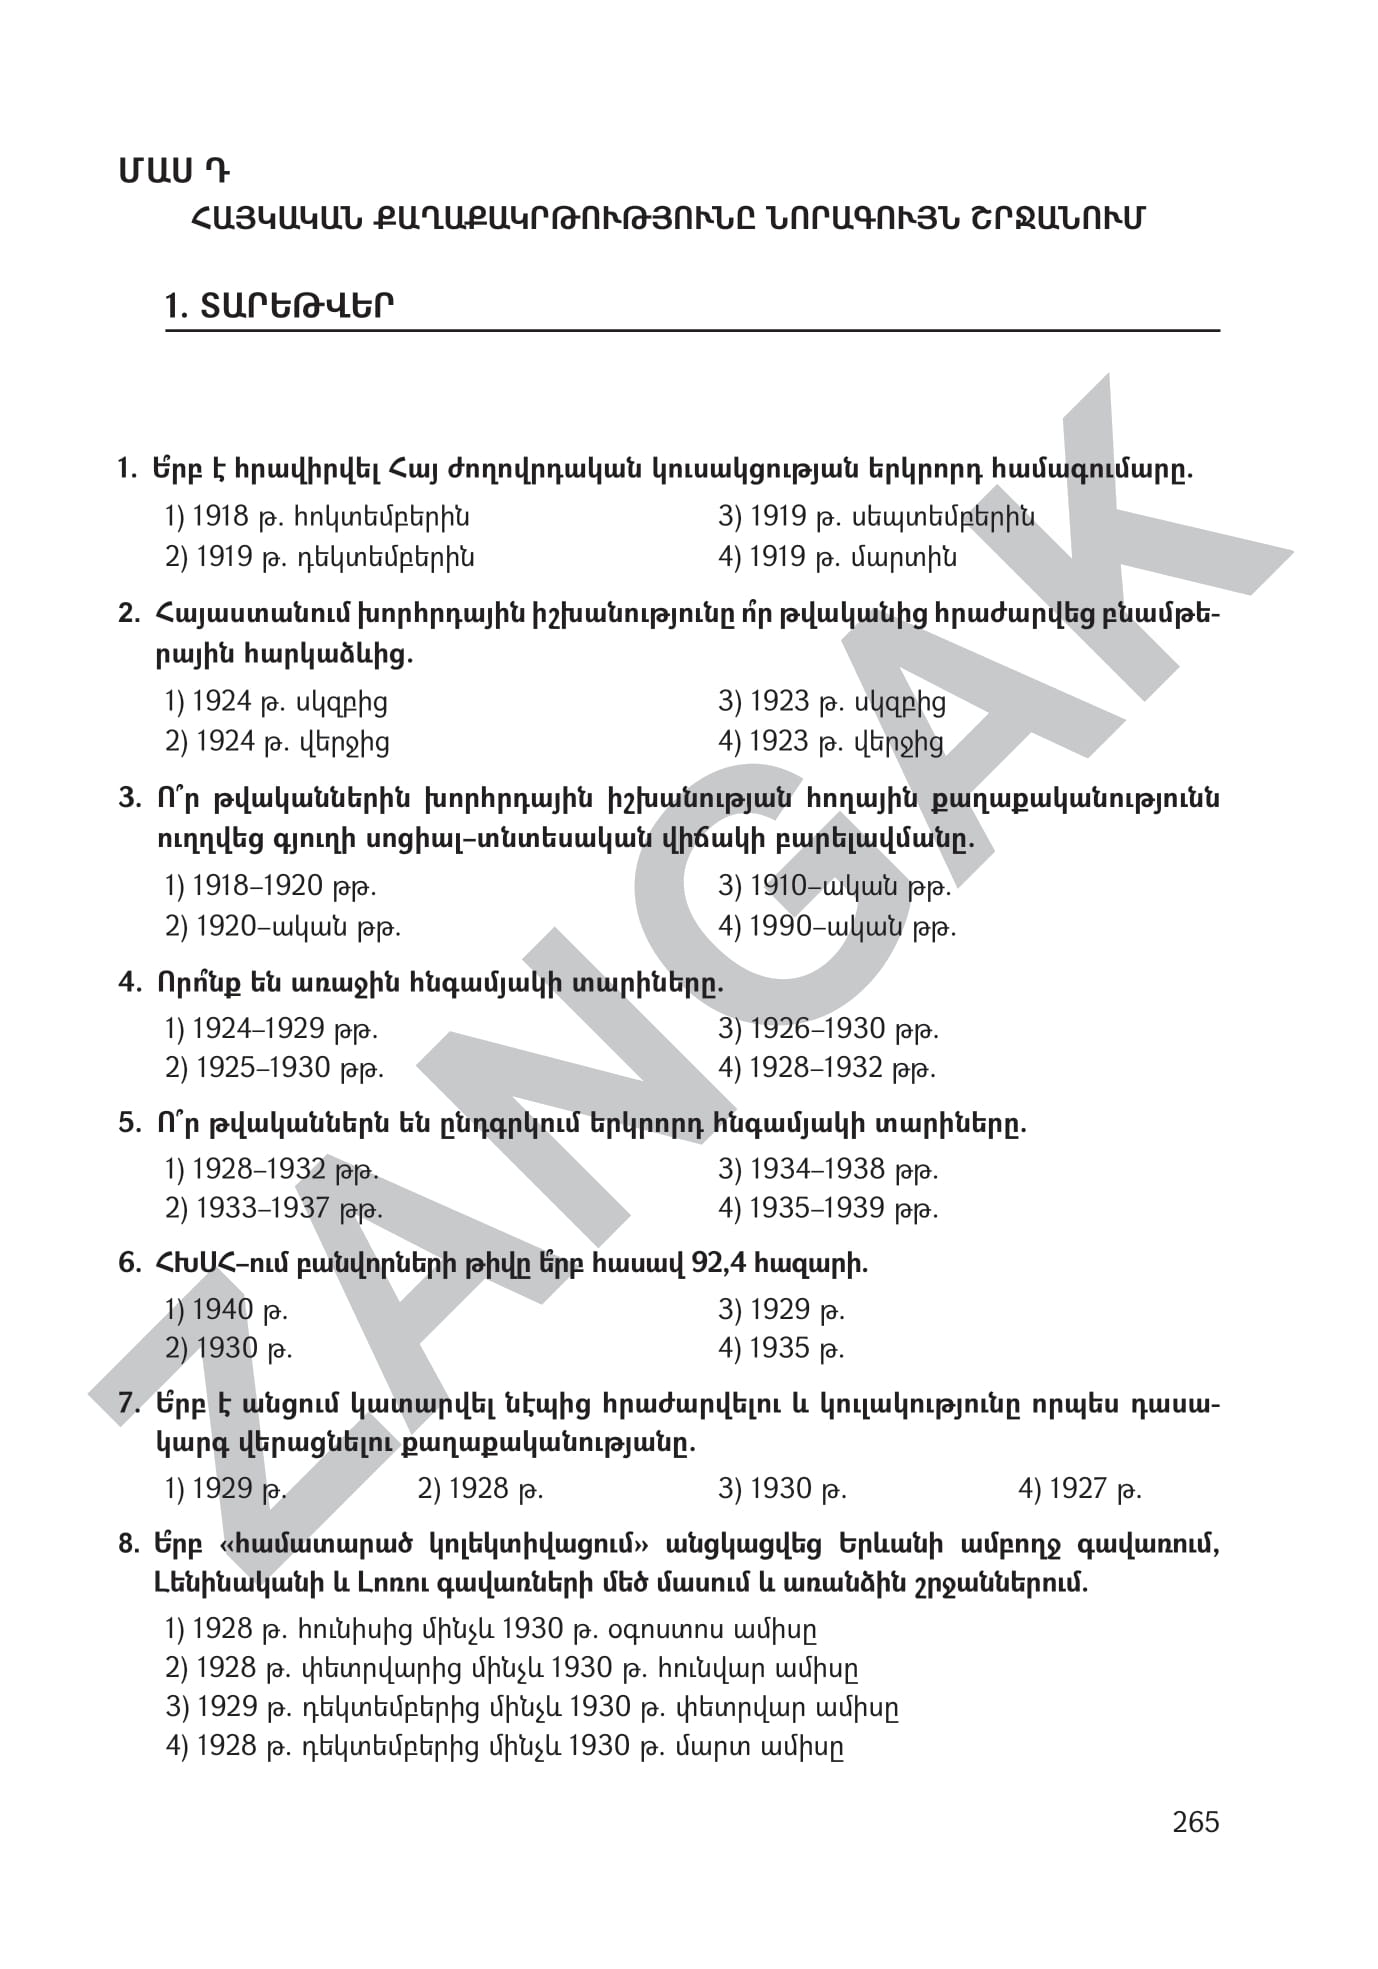 ՄԱՍ Դ
ՀԱՅԿԱԿԱՆ ՔԱՂԱՔԱԿՐԹՈՒԹՅՈՒՆԸ ՆՈՐԱԳՈՒՅՆ ՇՐՋԱՆՈՒՄ
1. ՏԱՐԵԹՎԵՐ
1. Ե՞րբ է հրավիրվել Հայ ժողովրդական կուսակցության երկրորդ համագումարը.
1) 1918 թ. հոկտեմբերին 3) 1919 թ. սեպտեմբերին
2) 1919 թ. դեկտեմբերին 4) 1919 թ. մարտին
2. Հայաստանում խորհրդային իշխանությունը ո՞ր թվականից հրաժարվեց բնամթե-
րային հարկաձևից.
1) 1924 թ. սկզբից 3) 1923 թ. սկզբից
2) 1924 թ. վերջից 4) 1923 թ. վերջից
3. Ո՞ր թվականներին խորհրդային իշխանության հողային քաղաքականությունն
ուղղվեց գյուղի սոցիալ–տնտեսական վիճակի բարելավմանը.
1) 1918–1920 թթ. 3) 1910–ական թթ.
2) 1920–ական թթ. 4) 1990–ական թթ.
4. Որո՞նք են առաջին հնգամյակի տարիները.
1) 1924–1929 թթ. 3) 1926–1930 թթ.
2) 1925–1930 թթ. 4) 1928–1932 թթ.
5. Ո՞ր թվականներն են ընդգրկում երկրորդ հնգամյակի տարիները.
1) 1928–1932 թթ. 3) 1934–1938 թթ.
2) 1933–1937 թթ. 4) 1935–1939 թթ.
6. ՀԽՍՀ–ում բանվորների թիվը ե՞րբ հասավ 92,4 հազարի.
1) 1940 թ. 3) 1929 թ.
2) 1930 թ. 4) 1935 թ.
7. Ե՞րբ է անցում կատարվել նէպից հրաժարվելու և կուլակությունը որպես դասա-
կարգ վերացնելու քաղաքականությանը.
1) 1929 թ. 2) 1928 թ. 3) 1930 թ. 4) 1927 թ.
8. Ե՞րբ «համատարած կոլեկտիվացում» անցկացվեց Երևանի ամբողջ գավառում,
Լենինականի և Լոռու գավառների մեծ մասում և առանձին շրջաններում.
1) 1928 թ. հունիսից մինչև 1930 թ. օգոստոս ամիսը
2) 1928 թ. փետրվարից մինչև 1930 թ. հունվար ամիսը
3) 1929 թ. դեկտեմբերից մինչև 1930 թ. փետրվար ամիսը
4) 1928 թ. դեկտեմբերից մինչև 1930 թ. մարտ ամիսը
265
ZANGAK